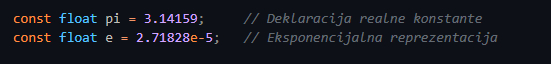 const float pi = 3.14159;     // Deklaracija realne konstante
const float e = 2.71828e-5;   // Eksponencijalna reprezentacija